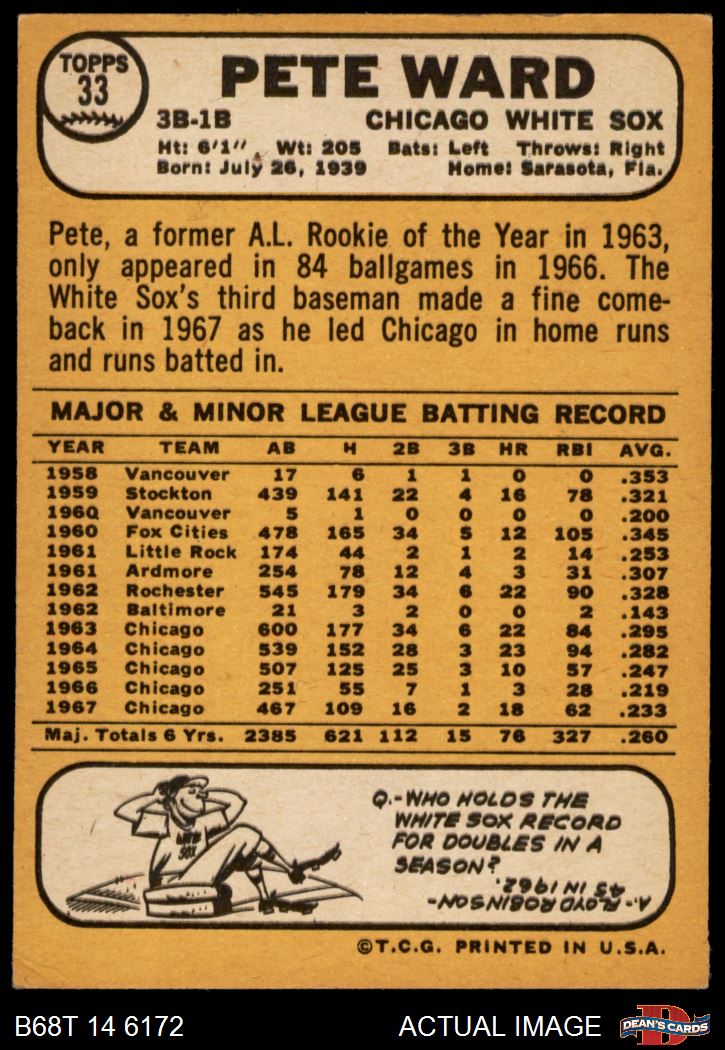 TOPPS
33
PETE WARD
3B-1B CHICAGO WHITE SOX
Ht: 6'1" Wt: 205 Bats: Left Throws: Right
Born: July 26, 1939 Home: Sarasota, Fla.
Pete, a former A.L. Rookie of the Year in 1963,
only appeared in 84 ballgames in 1966. The
White Sox's third baseman made a fine come-
back in 1967 as he led Chicago in home runs
and runs batted in.
MAJOR & MINOR LEAGUE BATTING RECORD
YEAR TEAM AB H 2B 3B HR RBI AVG.
1958 Vancouver 17 6 1 1 0 0 .353
1959 Stockton 439 141 22 4 16 78 .321
1960 Vancouver 5 1 0 0 0 0 .200
1960 Fox Cities 478 165 34 5 12 105 .345
1961 Little Rock 174 44 2 1 2 14 .253
1961 Ardmore 254 78 12 4 3 31 .307
1962 Rochester 545 179 34 6 22 90 .328
1962 Baltimore 21 3 2 0 0 2 .143
1963 Chicago 600 177 34 6 22 84 .295
1964 Chicago 539 152 28 3 23 94 .282
1965 Chicago 507 125 25 3 10 57 .247
1966 Chicago 251 55 7 1 3 28 .219
1967 Chicago 467 109 16 2 18 62 .233
Maj. Totals 6 Yrs. 2385 621 112 15 76 327 .260
WHITE
SOX
Q.-WHO HOLDS THE
WHITE SOX RECORD
FOR DOUBLES IN A
SEASON?
A.-FLOYD ROBINSON-
45 IN 1962.
©T.C.G. PRINTED IN U.S.A.
B68T 14 6172 ACTUAL IMAGE
D
DEAN'S CARDS